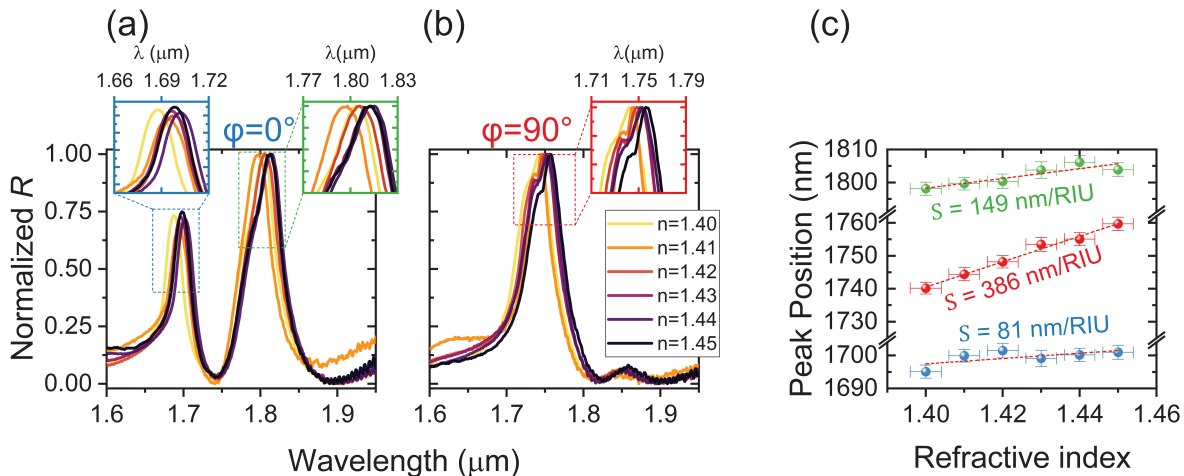 (a)
(b)
(c)
λ (μm)
1.66 1.69 1.72
λ(μm)
1.77 1.80 1.83
λ(μm)
1.71 1.75 1.79
φ=0°
φ=90°
Normalized R
1.00
0.75
0.50
0.25
0.00
1.6 1.7 1.8 1.9
1.6 1.7 1.8 1.9
Wavelength (μm)
n=1.40
n=1.41
n=1.42
n=1.43
n=1.44
n=1.45
Peak Position (nm)
1810
1800
1760
1750
1740
1730
1700
1690
S = 149 nm/RIU
S = 386 nm/RIU
S = 81 nm/RIU
1.40 1.42 1.44 1.46
Refractive index